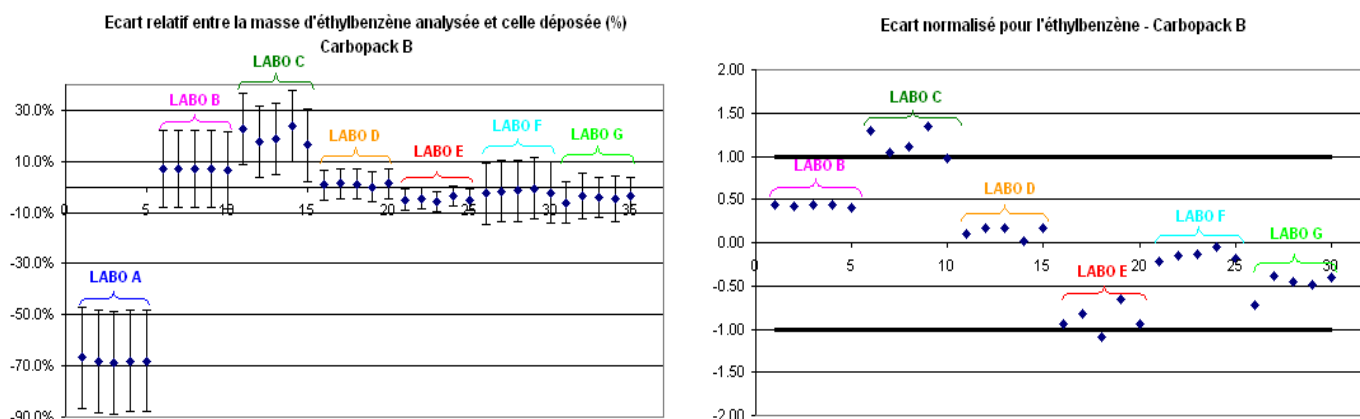 Ecart relatif entre la masse d'éthylbenzène analysée et celle déposée (%)
Carbopack B
LABO C
LABO B
LABO D
LABO E
LABO F
LABO G
LABO A
30.0%
10.0%
-10.0%
-30.0%
-50.0%
-70.0%
-90.0%
0
5
10
15
20
25
30
35
Ecart normalisé pour l'éthylbenzène - Carbopack B
2.00
1.50
1.00
0.50
0.00
-0.50
-1.00
-1.50
-2.00
LABO C
LABO B
LABO D
LABO F
LABO G
LABO E
0
5
10
15
20
25
30